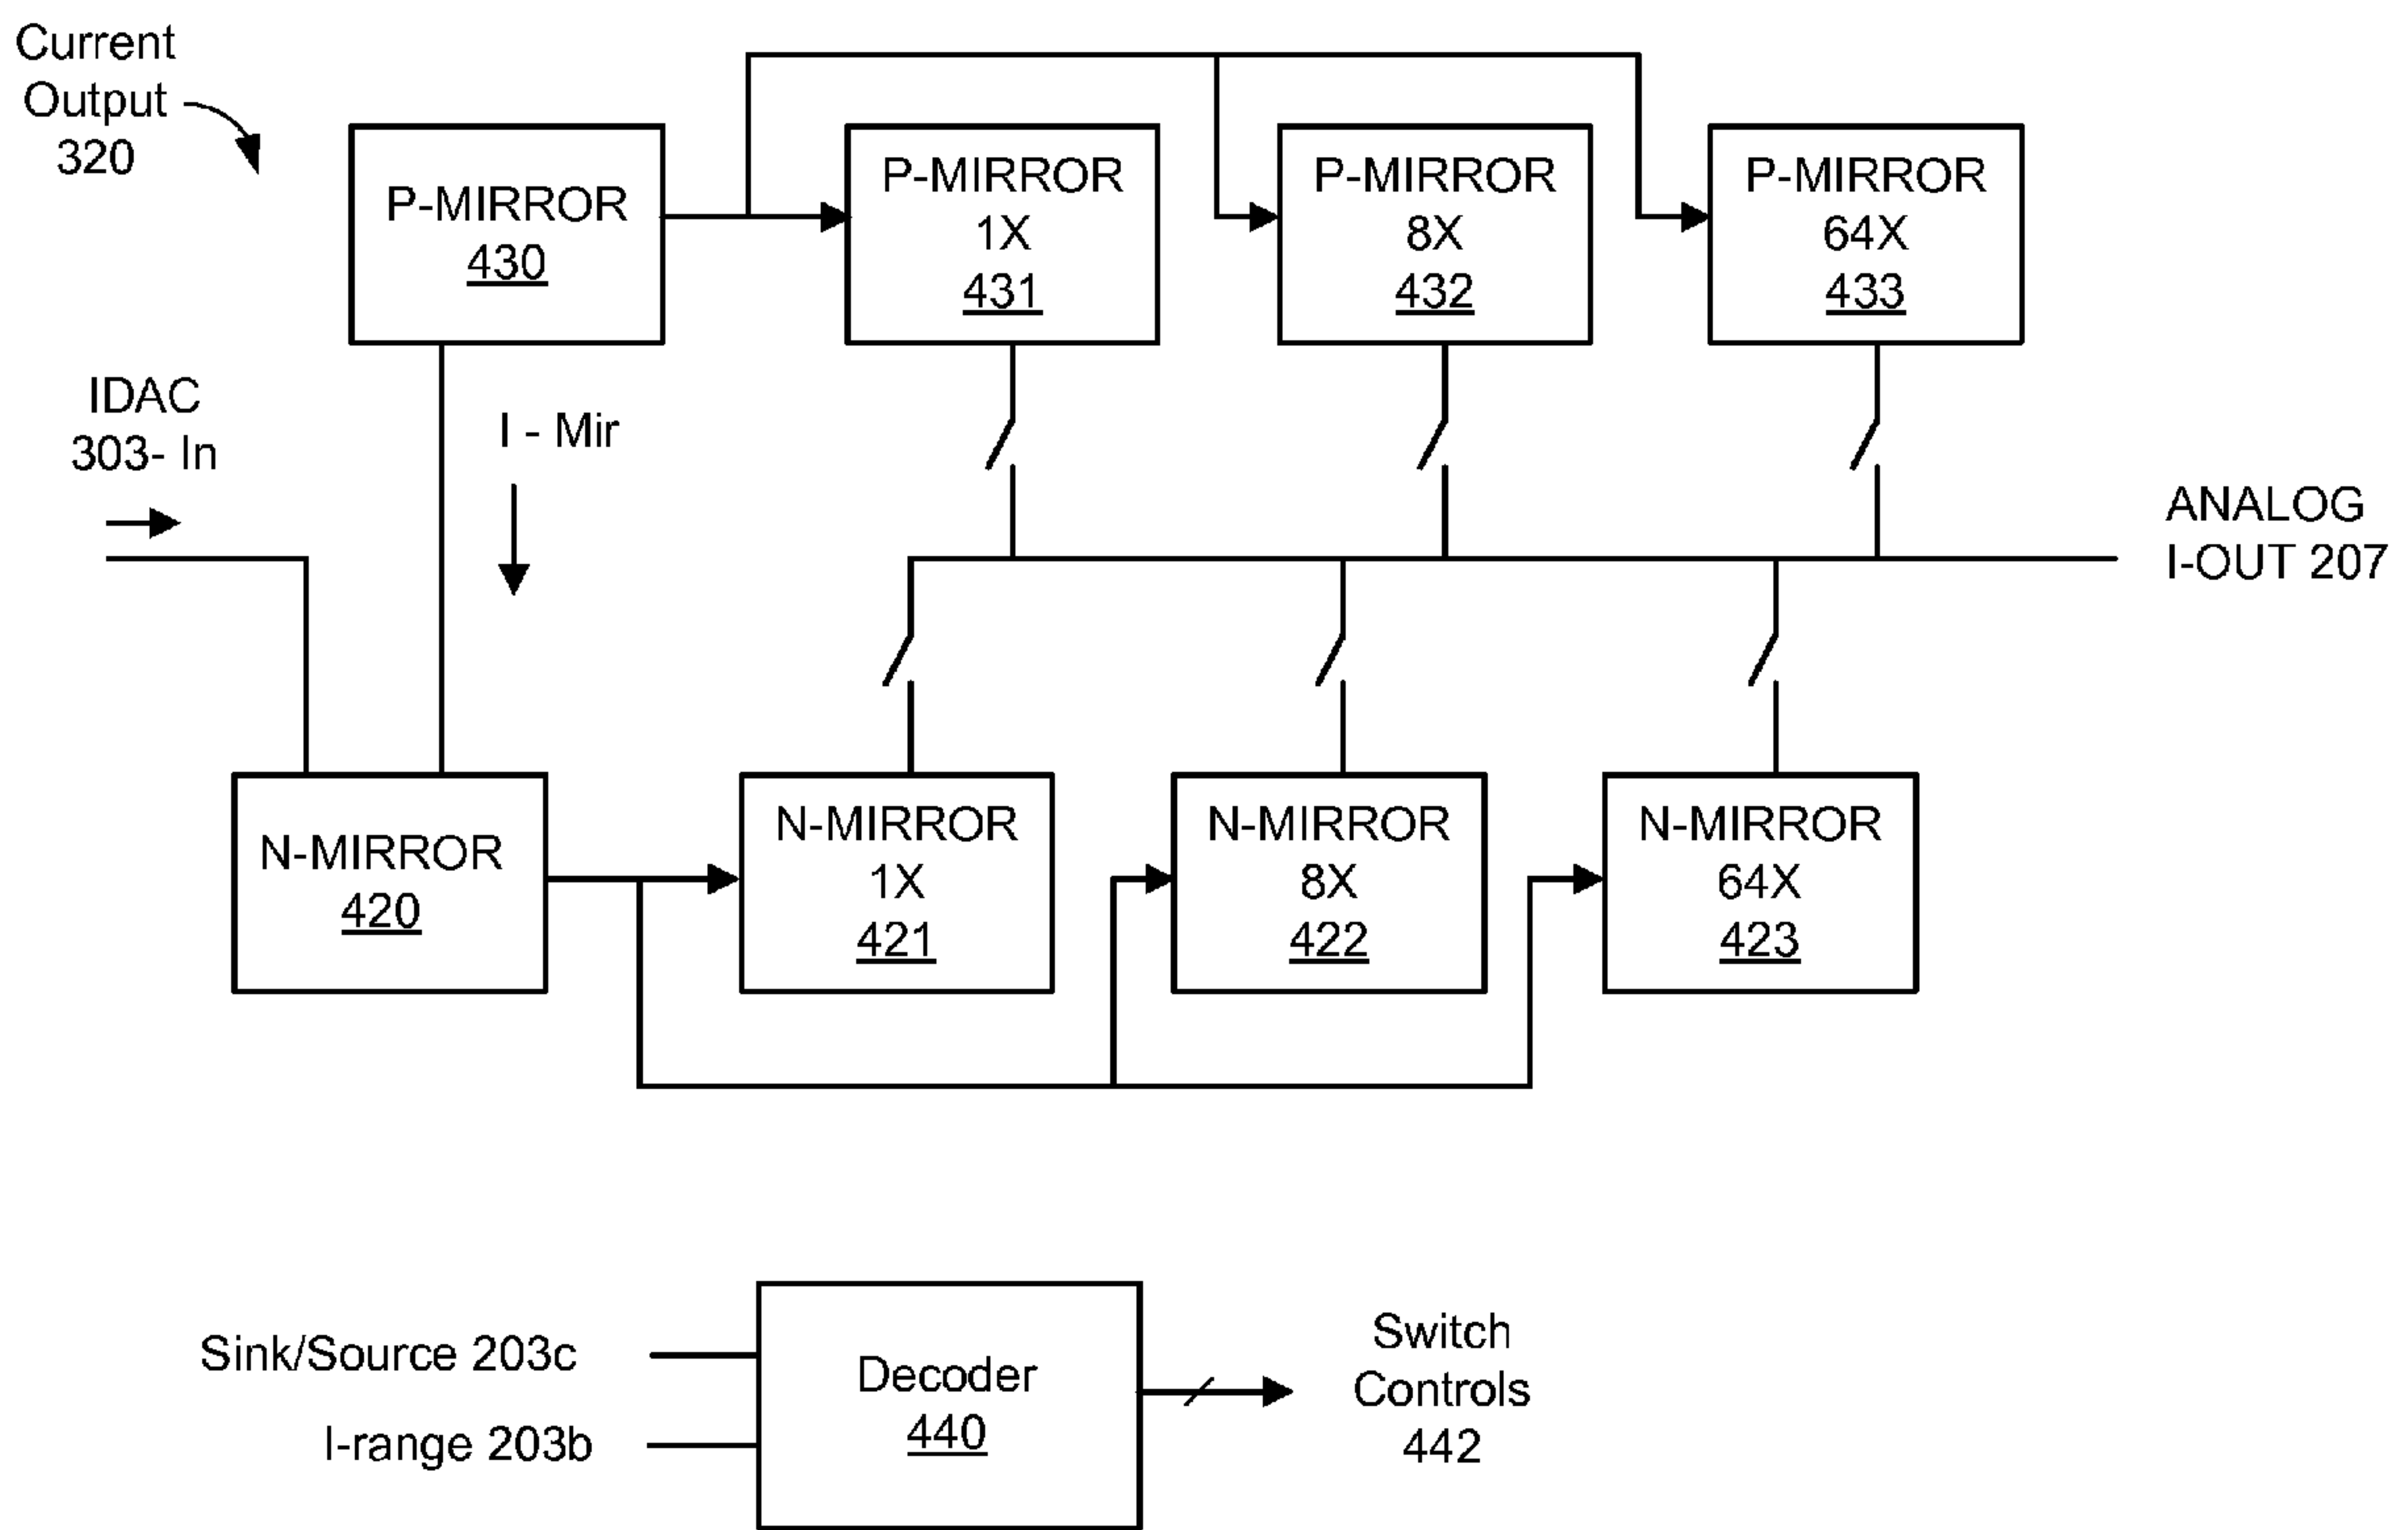 Current
Output
320
P-MIRROR
430
P-MIRROR
1X
431
P-MIRROR
8X
432
P-MIRROR
64X
433
IDAC
303- In
I - Mir
ANALOG
I-OUT 207
N-MIRROR
420
N-MIRROR
1X
421
N-MIRROR
8X
422
N-MIRROR
64X
423
Sink/Source 203c
I-range 203b
Decoder
440
Switch
Controls
442